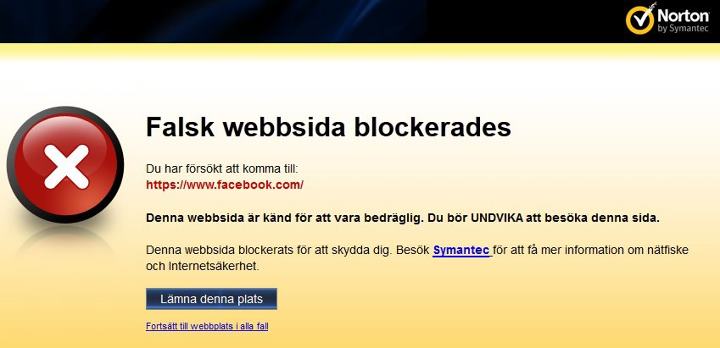 Norton
by Symantec
Falsk webbsida blockerades
Du har försökt att komma till:
https://www.facebook.com/
Denna webbsida är känd för att vara bedräglig. Du bör UNDVIKA att besöka denna sida.
Denna webbsida blockerats för att skydda dig. Besök Symantec för att få mer information om nätfiske
och Internetsäkerhet.
Lämna denna plats
Fortsätt till webbplats i alla fall